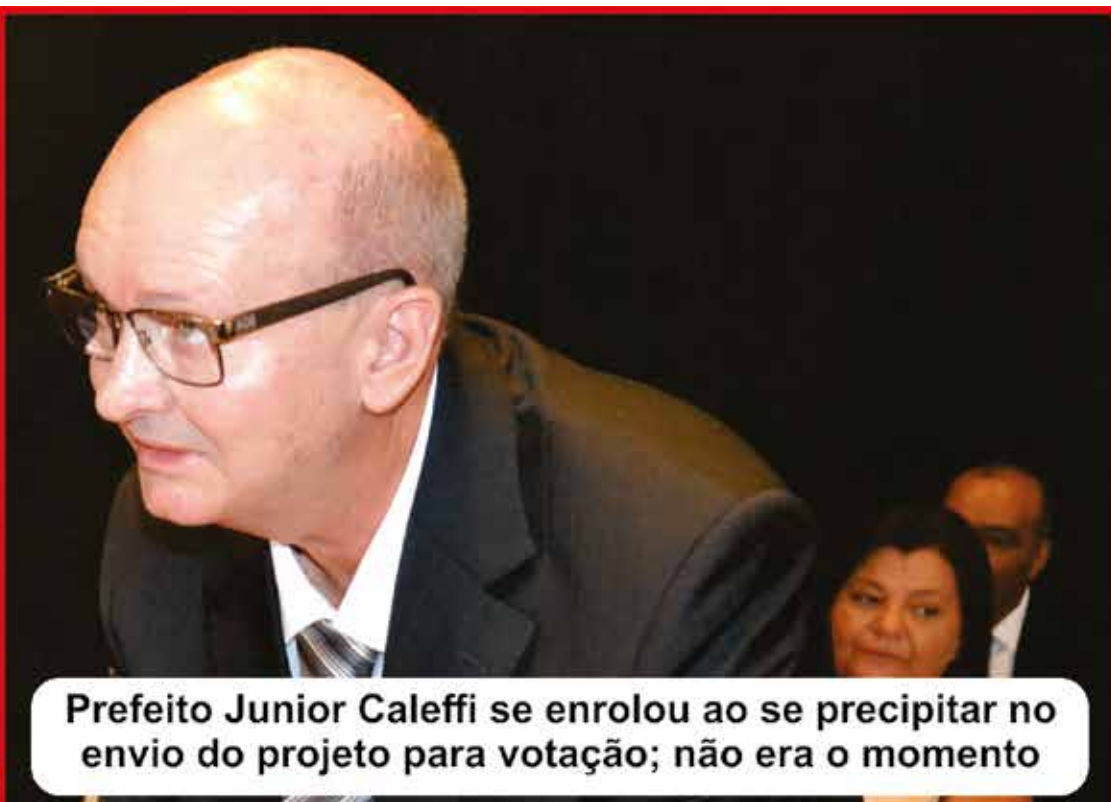 Prefeito Junior Caleffi se enrolou ao se precipitar no
envio do projeto para votação; não era o momento